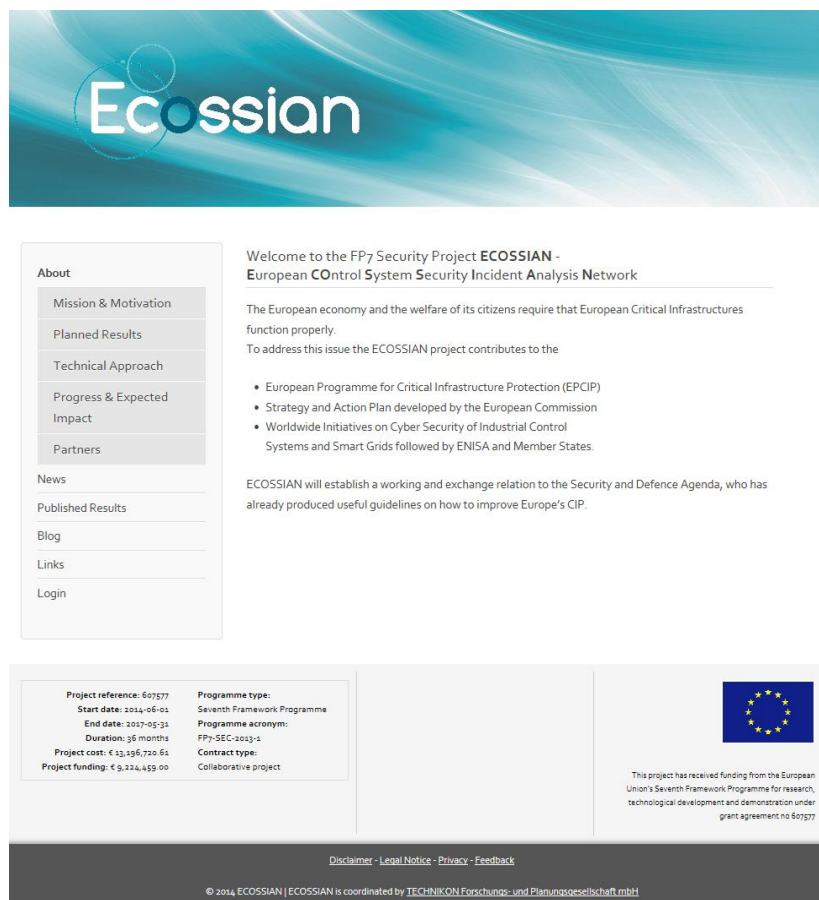 Ecossian
About
Mission & Motivation
Planned Results
Technical Approach
Progress & Expected
Impact
Partners
News
Published Results
Blog
Links
Login
Welcome to the FP7 Security Project ECOSSIAN -
European COntrol System Security Incident Analysis Network
The European economy and the welfare of its citizens require that European Critical Infrastructures
function properly.
To address this issue the ECOSSIAN project contributes to the
• European Programme for Critical Infrastructure Protection (EPCIP)
• Strategy and Action Plan developed by the European Commission
• Worldwide Initiatives on Cyber Security of Industrial Control
Systems and Smart Grids followed by ENISA and Member States.
ECOSSIAN will establish a working and exchange relation to the Security and Defence Agenda, who has
already produced useful guidelines on how to improve Europe's CIP.
Project reference: 607577
Start date: 2014-06-01
End date: 2017-05-31
Duration: 36 months
Project cost: € 13,196,720.61
Project funding: € 9,224,459.00
Programme type:
Seventh Framework Programme
Programme acronym:
FP7-SEC-2013-1
Contract type:
Collaborative project
This project has received funding from the European
Union's Seventh Framework Programme for research,
technological development and demonstration under
grant agreement no 607577
Disclaimer - Legal Notice - Privacy - Feedback
© 2014 ECOSSIAN | ECOSSIAN is coordinated by TECHNIKON Forschungs- und Planungsgesellschaft mbH